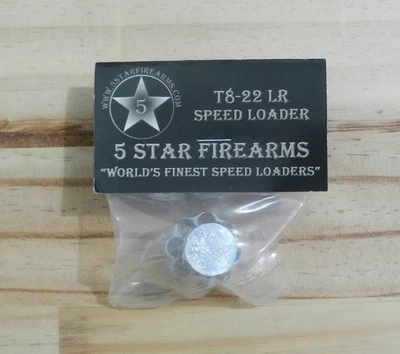 WWW.5STARFIREARMS.COM
5
T8-22 LR
SPEED LOADER
5 STAR FIREARMS
"WORLD'S FINEST SPEED LOADERS"